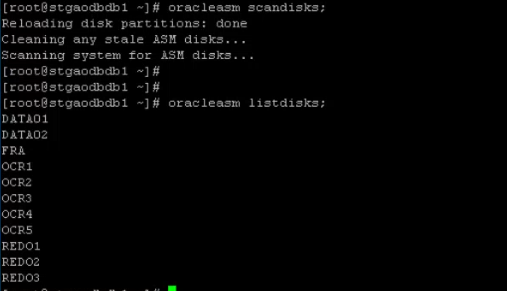 [root@stgaodbdb1 ~]# oracleasm scandisks;
Reloading disk partitions: done
Cleaning any stale ASM disks...
Scanning system for ASM disks...
[root@stgaodbdb1 ~]#
[root@stgaodbdb1 ~]#
[root@stgaodbdb1 ~]# oracleasm listdisks;
DATA01
DATA02
FRA
OCR1
OCR2
OCR3
OCR4
OCR5
REDO1
REDO2
REDO3
[root@stgaodbdb1 ~]#